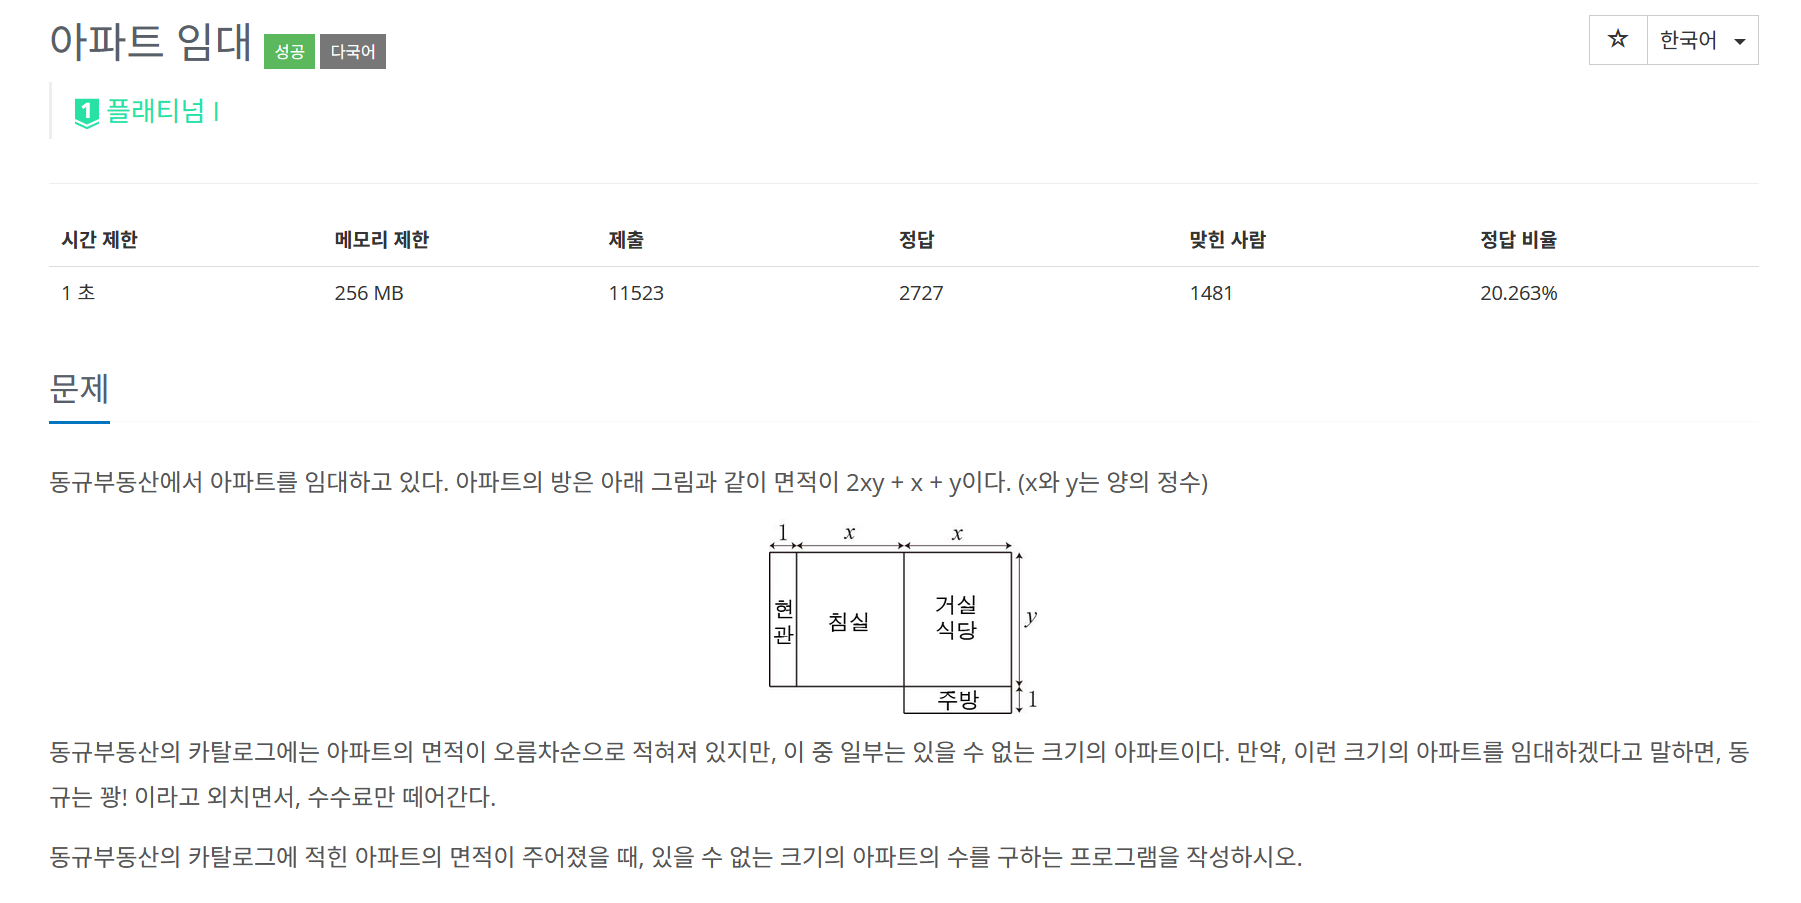 아파트 임대 성공 다국어
☆ 한국어
1 플래티넘 I
시간 제한 메모리 제한 제출 정답 맞힌 사람 정답 비율
1 초 256 MB 11523 2727 1481 20.263%
문제
동규부동산에서 아파트를 임대하고 있다. 아파트의 방은 아래 그림과 같이 면적이 2xy + x + y이다. (x와 y는 양의 정수)
1 x x
현
관
침실
거실
식당
y
주방
1
동규부동산의 카탈로그에는 아파트의 면적이 오름차순으로 적혀져 있지만, 이 중 일부는 있을 수 없는 크기의 아파트이다. 만약, 이런 크기의 아파트를 임대하겠다고 말하면, 동
규는 꽝! 이라고 외치면서, 수수료만 떼어간다.
동규부동산의 카탈로그에 적힌 아파트의 면적이 주어졌을 때, 있을 수 없는 크기의 아파트의 수를 구하는 프로그램을 작성하시오.